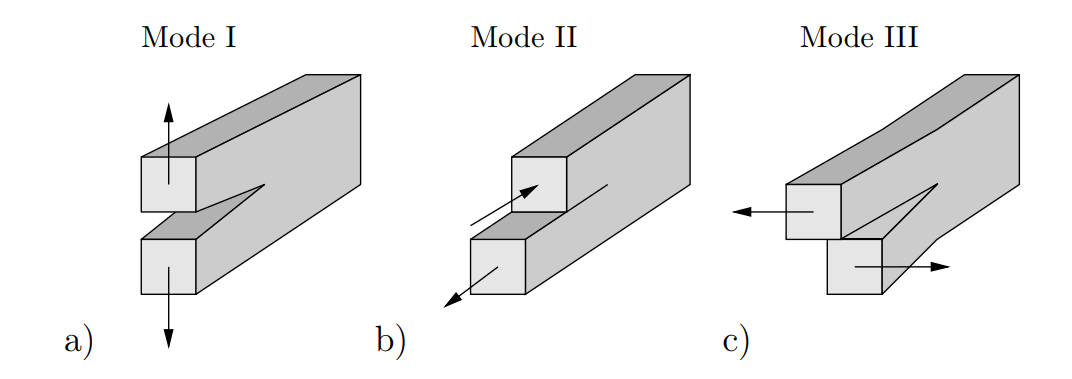 Mode I
Mode II
Mode III
a)
b)
c)